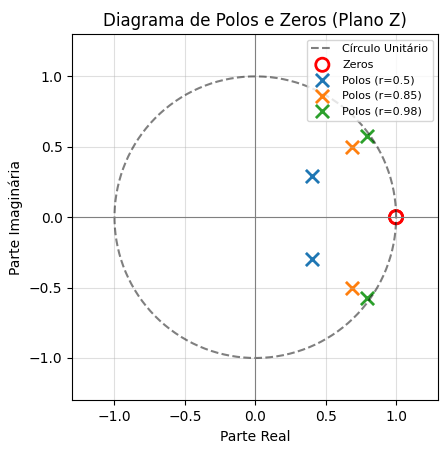 Diagrama de Polos e Zeros (Plano Z)
Círculo Unitário
Zeros
Polos (r=0.5)
Polos (r=0.85)
Polos (r=0.98)
Parte Imaginária
1.0
0.5
0.0
−0.5
−1.0
−1.0 −0.5 0.0 0.5 1.0
Parte Real